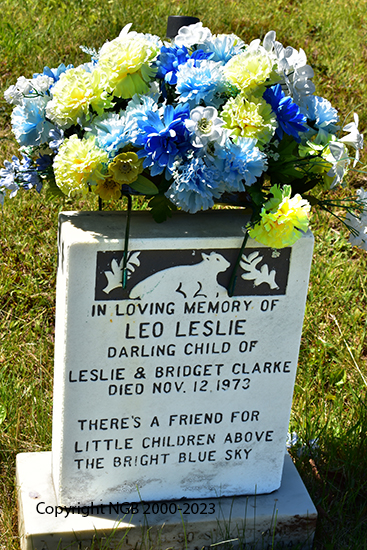 IN LOVING MEMORY OF
LEO LESLIE
DARLING CHILD OF
LESLIE & BRIDGET CLARKE
DIED NOV. 12, 1973
THERE'S A FRIEND FOR
LITTLE CHILDREN ABOVE
THE BRIGHT BLUE SKY
Copyright NGB 2000-2023